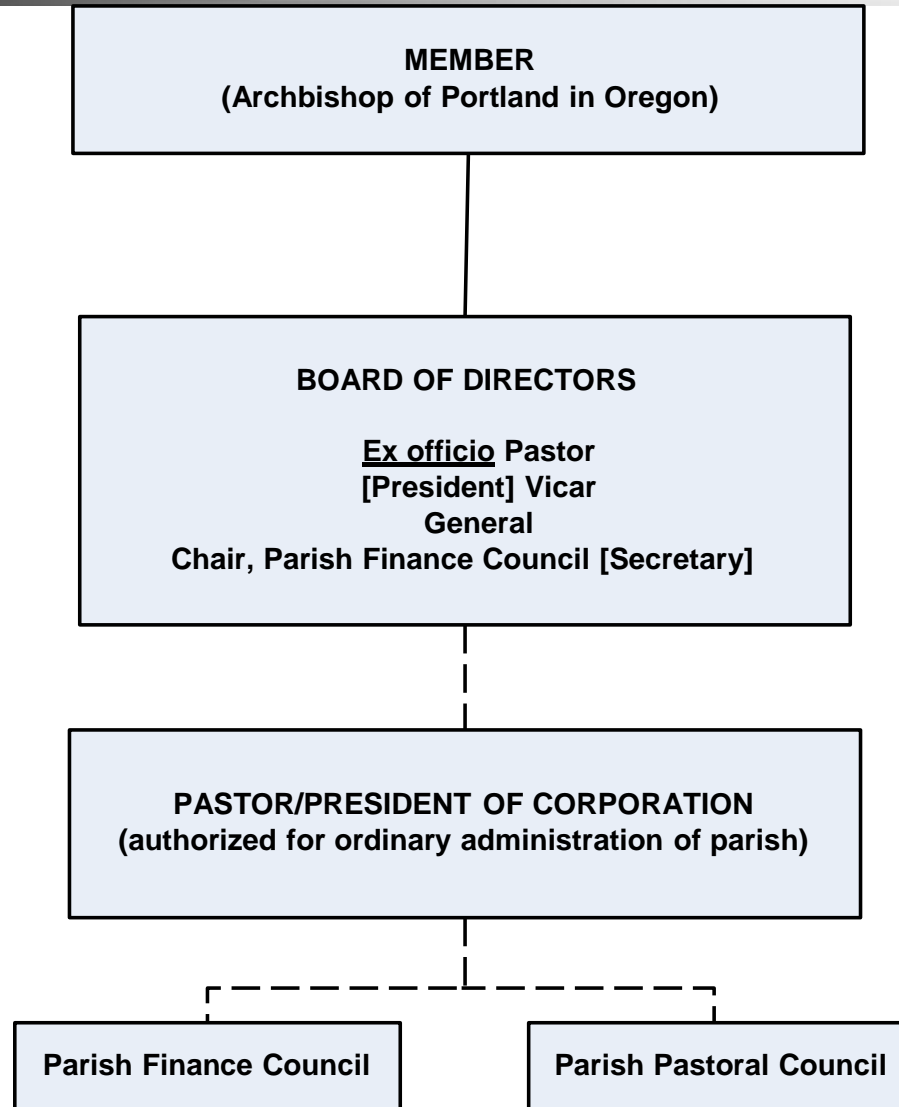 MEMBER
(Archbishop of Portland in Oregon)
BOARD OF DIRECTORS
Ex officio Pastor
[President] Vicar
General
Chair, Parish Finance Council [Secretary]
PASTOR/PRESIDENT OF CORPORATION
(authorized for ordinary administration of parish)
Parish Finance Council
Parish Pastoral Council